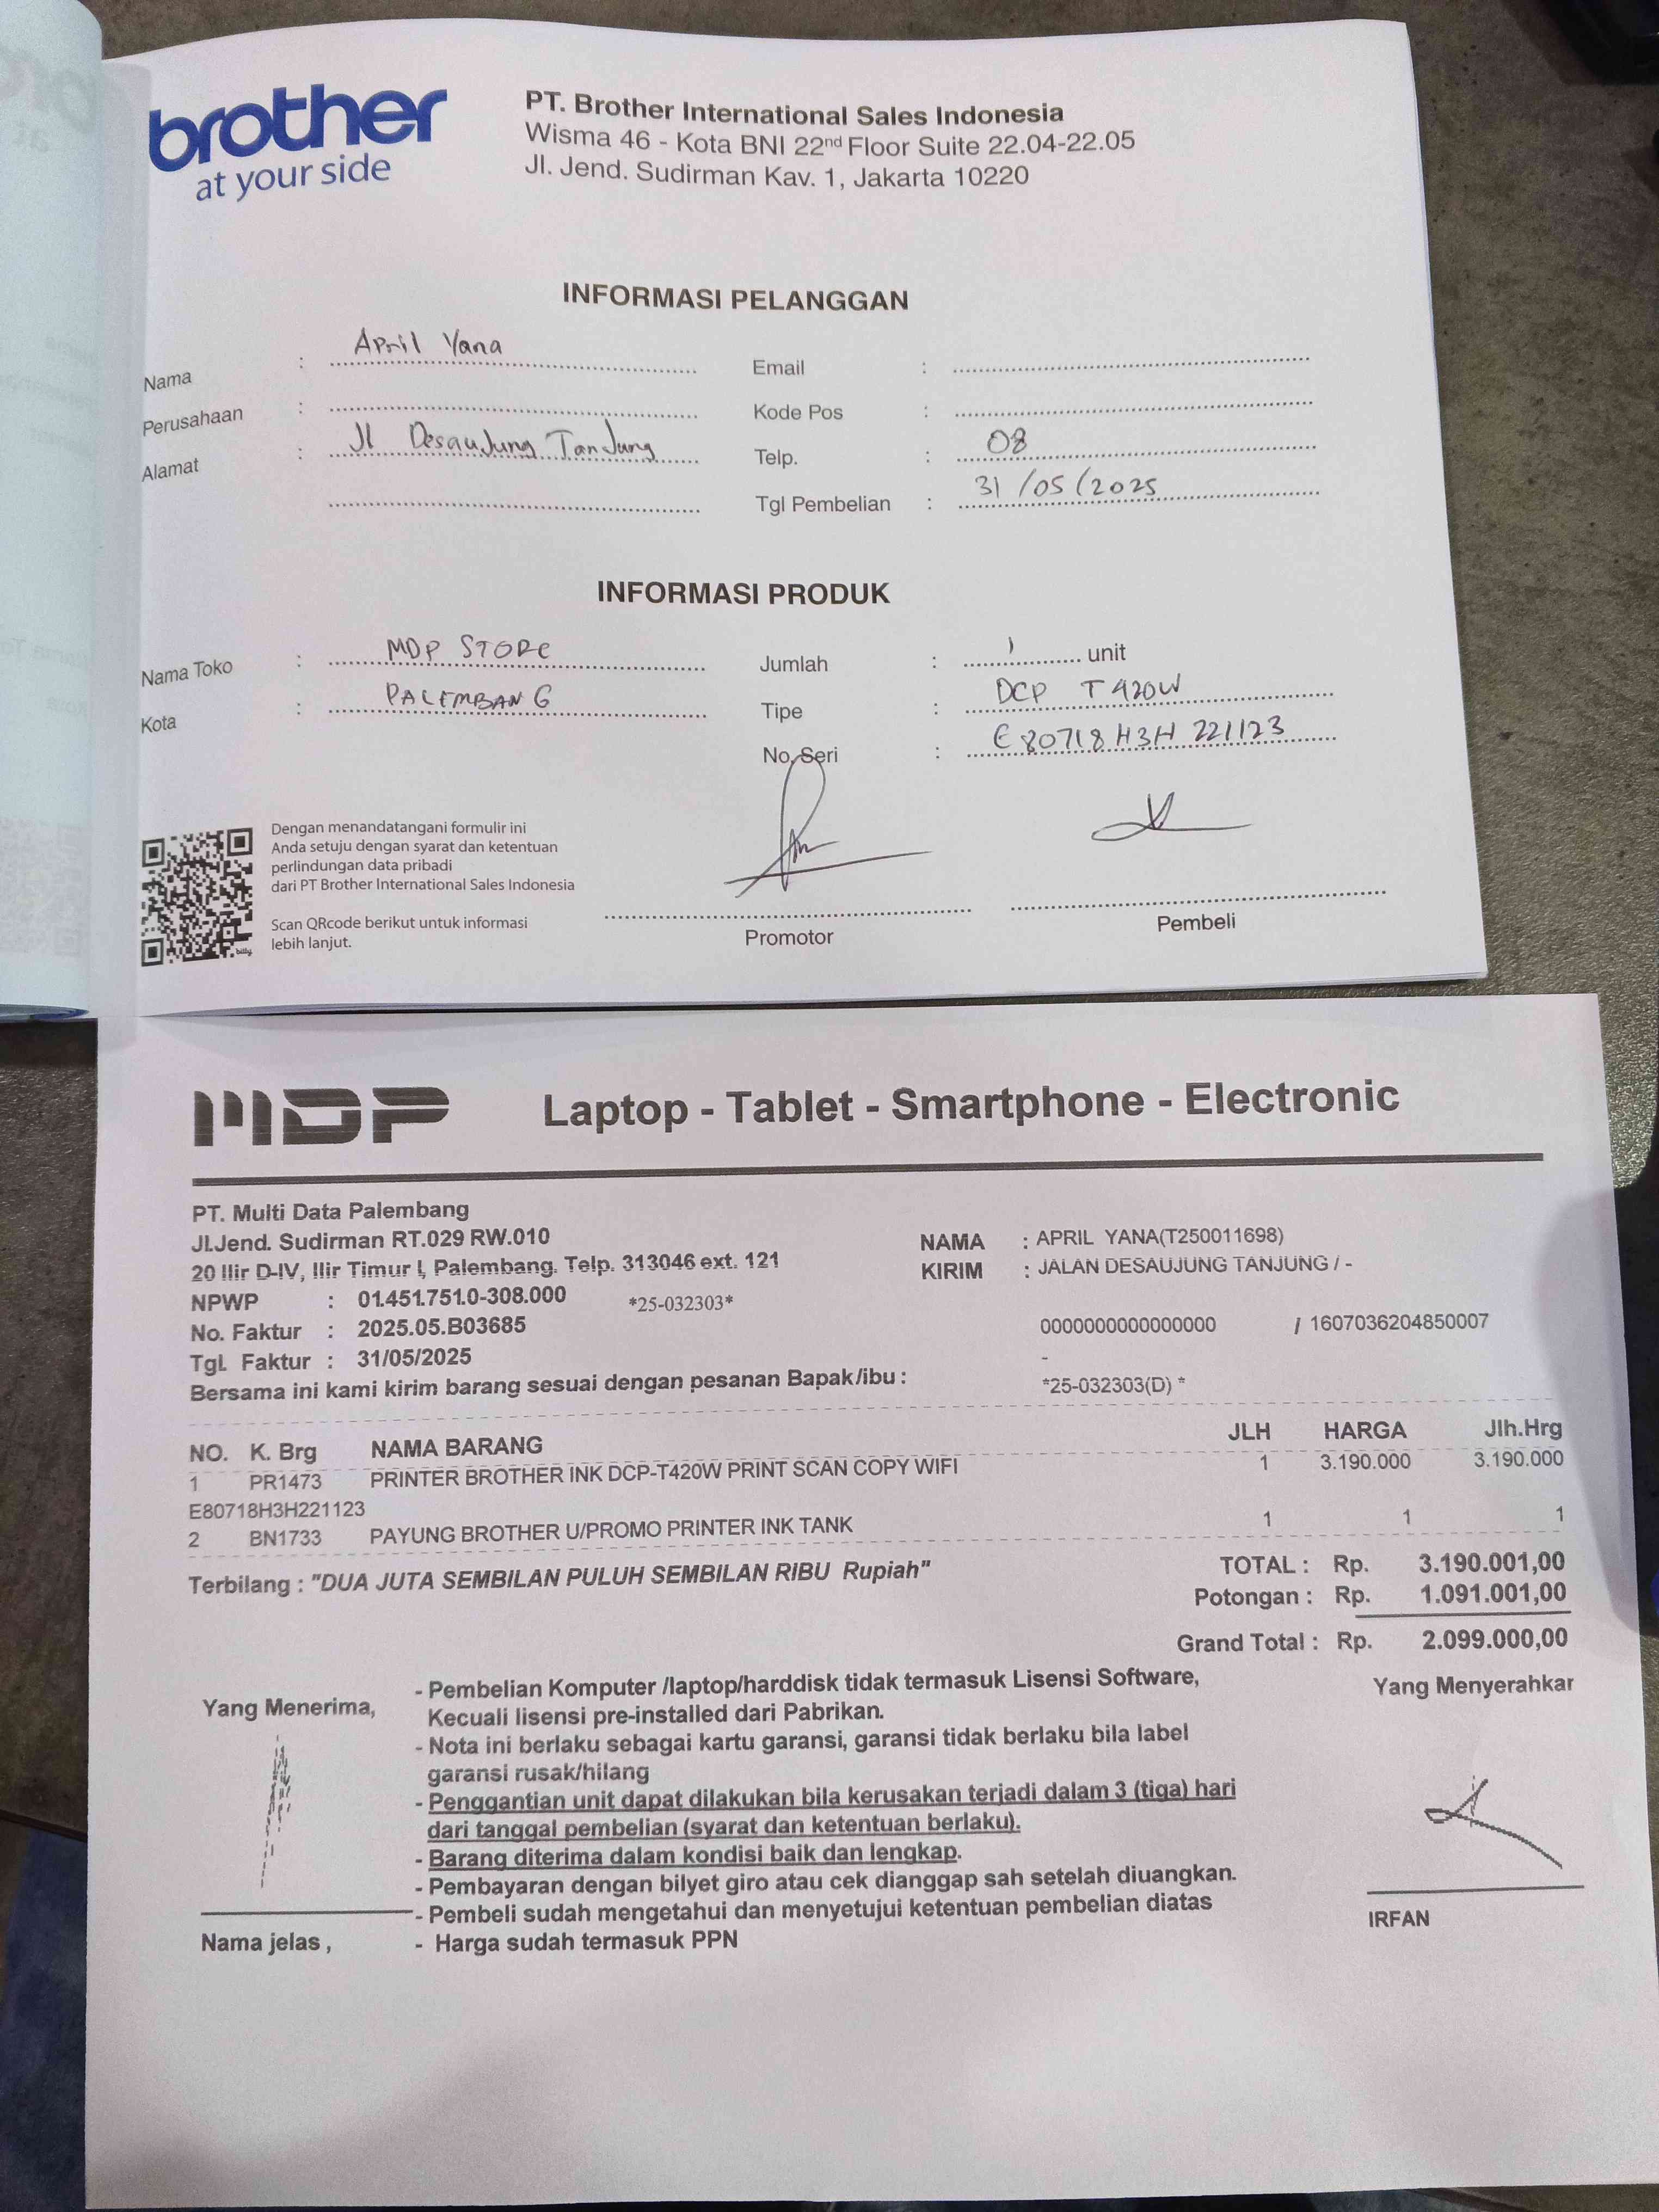 brother
at your side
PT. Brother International Sales Indonesia
Wisma 46 - Kota BNI 22nd Floor Suite 22.04-22.05
Jl. Jend. Sudirman Kav. 1, Jakarta 10220
INFORMASI PELANGGAN
Nama : April Yana
Perusahaan :
Alamat : Jl Desaujung Tanjung
Email :
Kode Pos :
Telp. : 08
Tgl Pembelian : 31/05/2025
INFORMASI PRODUK
Nama Toko : MDP STORE
Kota : PALEMBANG
Jumlah : 1 unit
Tipe : DCP T420W
No. Seri : E80718H3H 221123
Dengan menandatangani formulir ini
Anda setuju dengan syarat dan ketentuan
perlindungan data pribadi
dari PT Brother International Sales Indonesia
Scan QRcode berikut untuk informasi
lebih lanjut.
Promotor
Pembeli
MDP Laptop - Tablet - Smartphone - Electronic
PT. Multi Data Palembang
Jl.Jend. Sudirman RT.029 RW.010
20 Ilir D-IV, Ilir Timur I, Palembang. Telp. 313046 ext. 121
NPWP : 01.451.751.0-308.000 *25-032303*
No. Faktur : 2025.05.B03685
Tgl. Faktur : 31/05/2025
Bersama ini kami kirim barang sesuai dengan pesanan Bapak/ibu :
NAMA : APRIL YANA(T250011698)
KIRIM : JALAN DESAUJUNG TANJUNG / -
0000000000000000 / 1607036204850007
-
*25-032303(D) *
NO. K. Brg NAMA BARANG JLH HARGA Jlh.Hrg
1 PR1473 PRINTER BROTHER INK DCP-T420W PRINT SCAN COPY WIFI 1 3.190.000 3.190.000
E80718H3H221123
2 BN1733 PAYUNG BROTHER U/PROMO PRINTER INK TANK 1 1 1
Terbilang : "DUA JUTA SEMBILAN PULUH SEMBILAN RIBU Rupiah"
TOTAL : Rp. 3.190.001,00
Potongan : Rp. 1.091.001,00
Grand Total : Rp. 2.099.000,00
Yang Menerima,
- Pembelian Komputer /laptop/harddisk tidak termasuk Lisensi Software,
Kecuali lisensi pre-installed dari Pabrikan.
- Nota ini berlaku sebagai kartu garansi, garansi tidak berlaku bila label
garansi rusak/hilang
- Penggantian unit dapat dilakukan bila kerusakan terjadi dalam 3 (tiga) hari
dari tanggal pembelian (syarat dan ketentuan berlaku).
- Barang diterima dalam kondisi baik dan lengkap.
- Pembayaran dengan bilyet giro atau cek dianggap sah setelah diuangkan.
- Pembeli sudah mengetahui dan menyetujui ketentuan pembelian diatas
- Harga sudah termasuk PPN
Nama jelas ,
Yang Menyerahkar
IRFAN